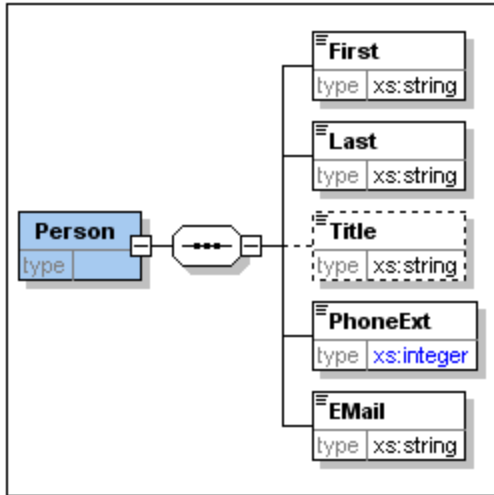 First
type xs:string
Last
type xs:string
Person
type
Title
type xs:string
PhoneExt
type xs:integer
EMail
type xs:string